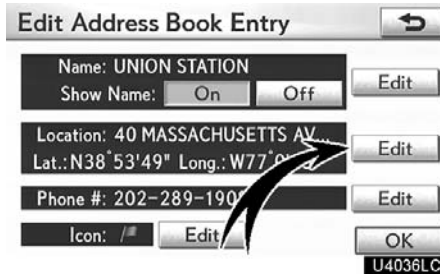 Edit Address Book Entry
Name: UNION STATION
Show Name: On Off
Edit
Location: 40 MASSACHUSETTS AV...
Lat.:N38°53'49" Long.: W77°
Edit
Phone #: 202-289-190
Edit
Icon: Edit
OK
U4036LC